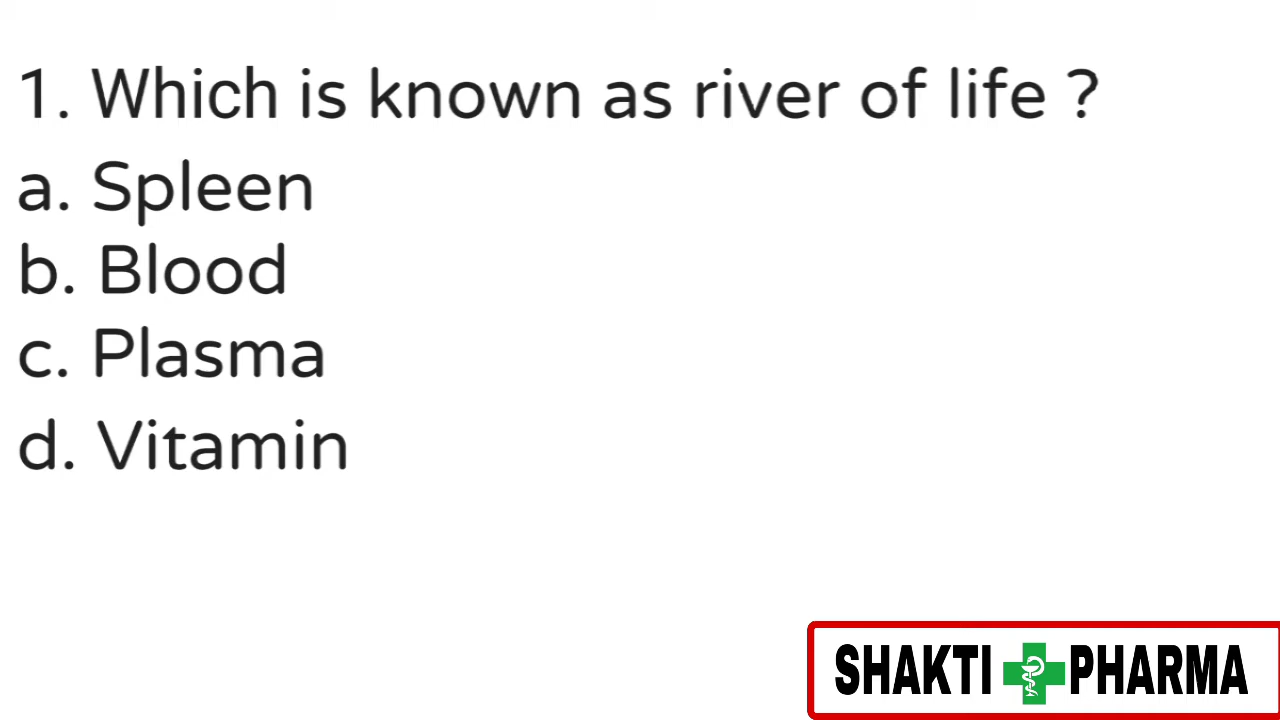 1. Which is known as river of life ?
a. Spleen
b. Blood
c. Plasma
d. Vitamin
SHAKTI PHARMA